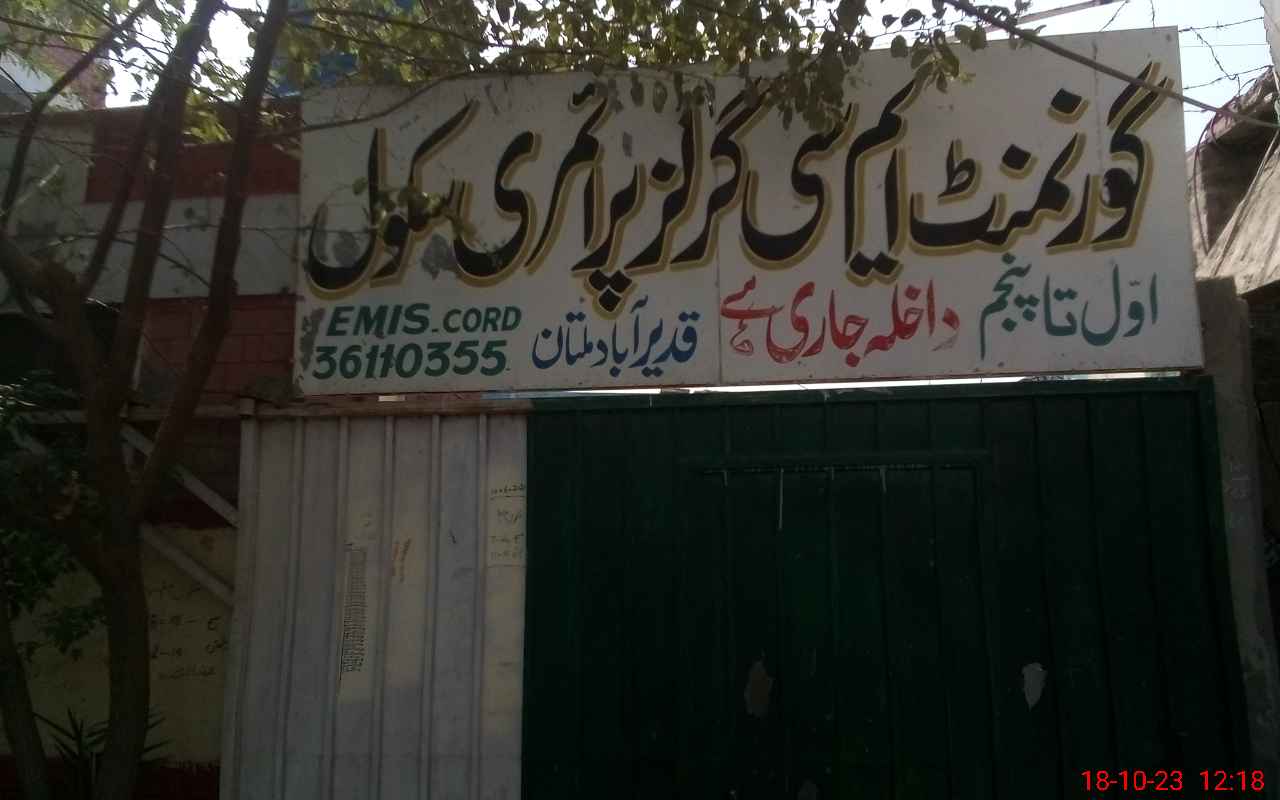 گورنمنٹ ایم سی گرلز پرائمری سکول
اوّل تا پنجم داخلہ جاری ہے قدیر آباد ملتان
EMIS-CORD
36110355
18-10-23 12:18